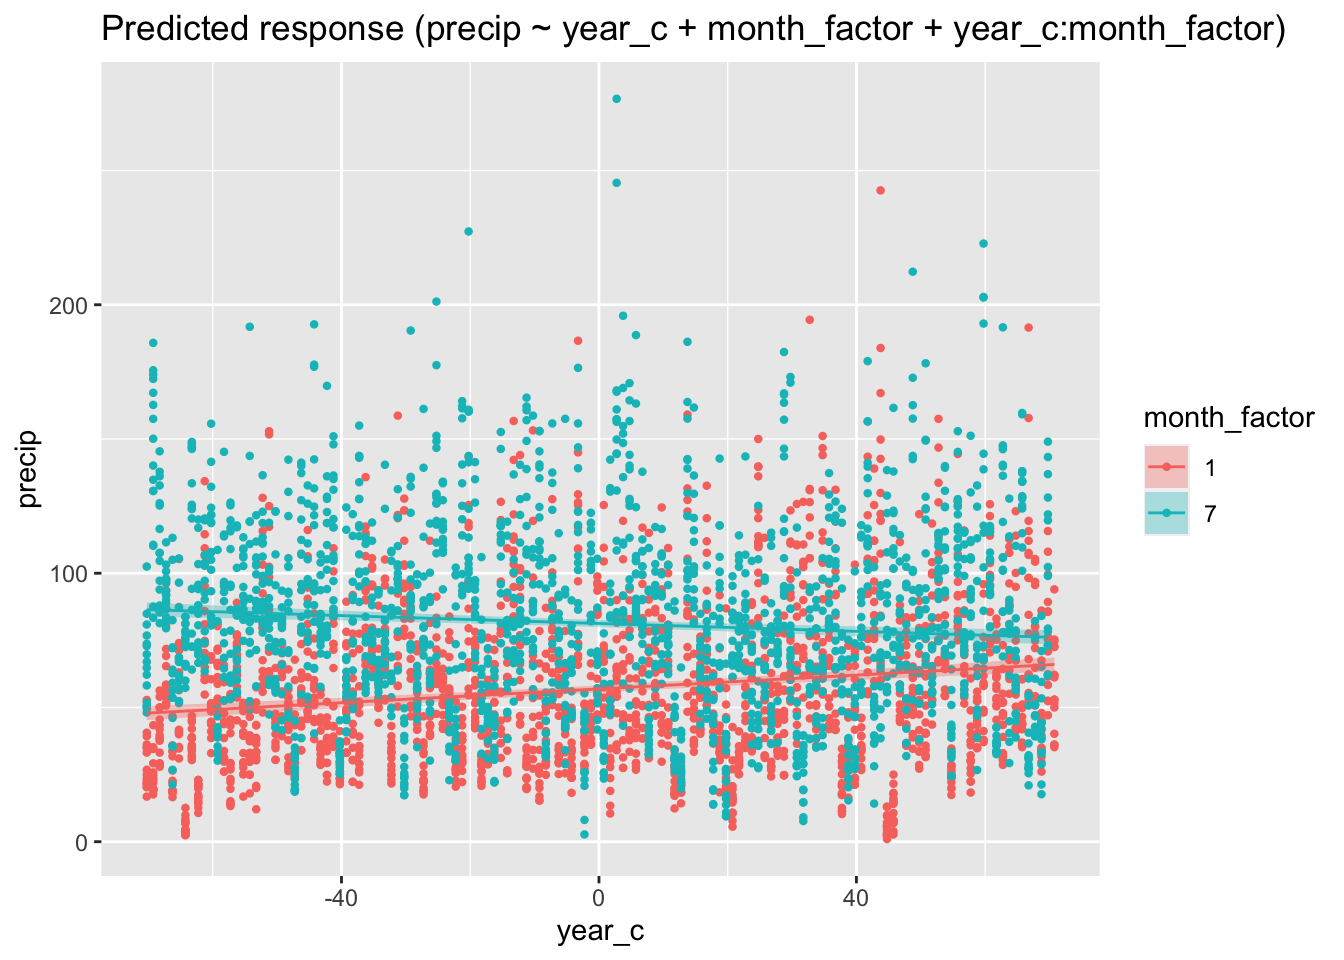 Predicted response (precip ~ year_c + month_factor + year_c:month_factor)
200
100
0
precip
-40
0
40
year_c
month_factor
1
7